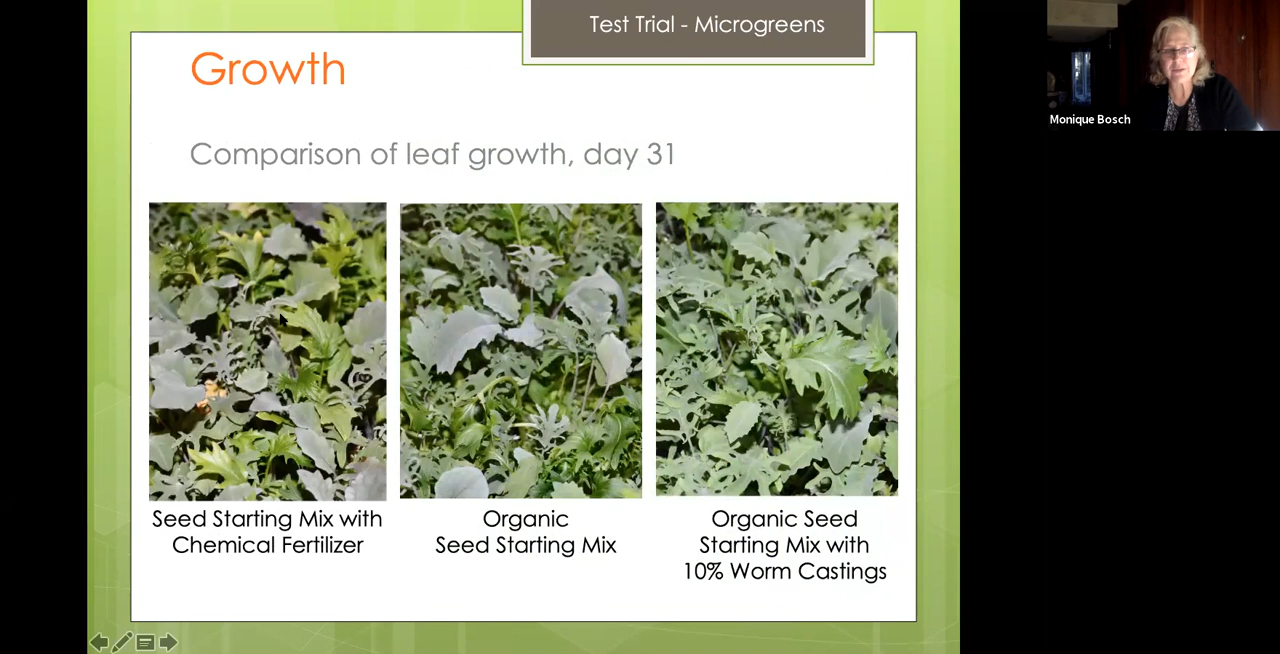 Test Trial - Microgreens
Growth
Comparison of leaf growth, day 31
Seed Starting Mix with
Chemical Fertilizer
Organic
Seed Starting Mix
Organic Seed
Starting Mix with
10% Worm Castings
Monique Bosch